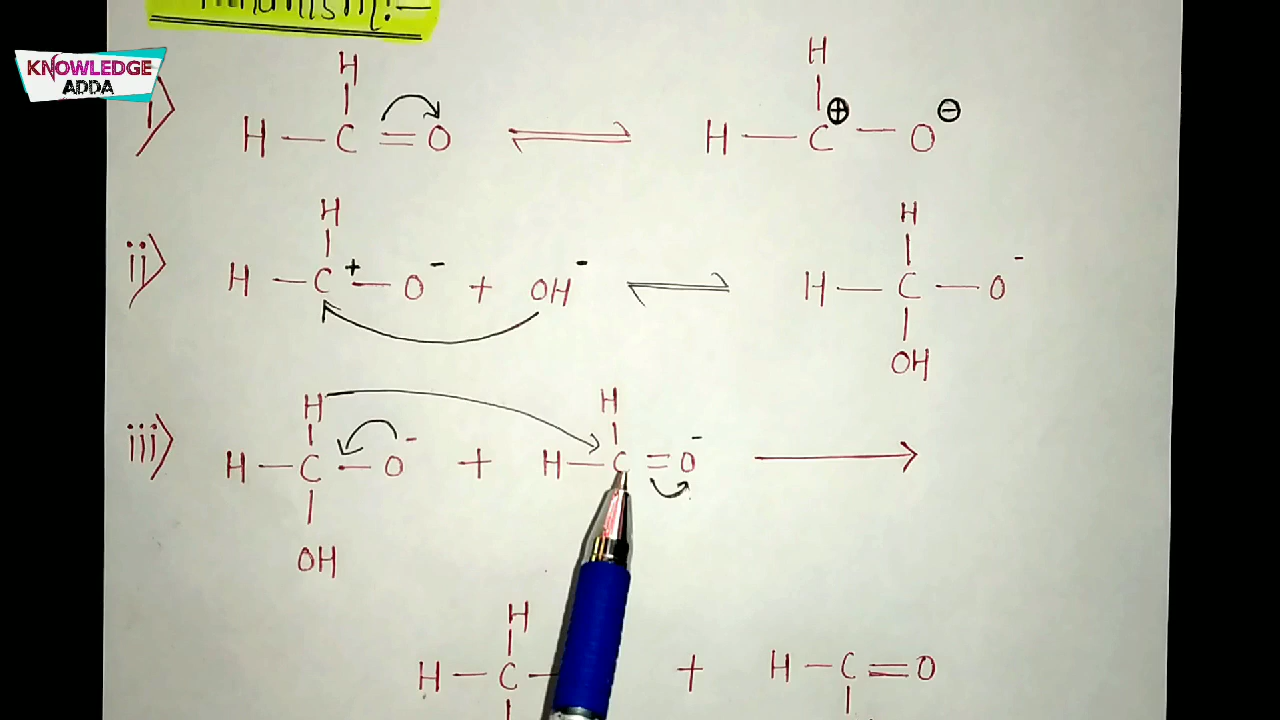 KNOWLEDGE
ADDA
H
i) H — C = O ⇌ H — C⊕ — O⊖
H
H
ii) H — C⁺ — O⁻ + OH⁻ ⇌ H — C — O⁻
OH
H H
iii) H — C — O⁻ + H — C = O⁻ →
OH
H
H — C — + H — C = O